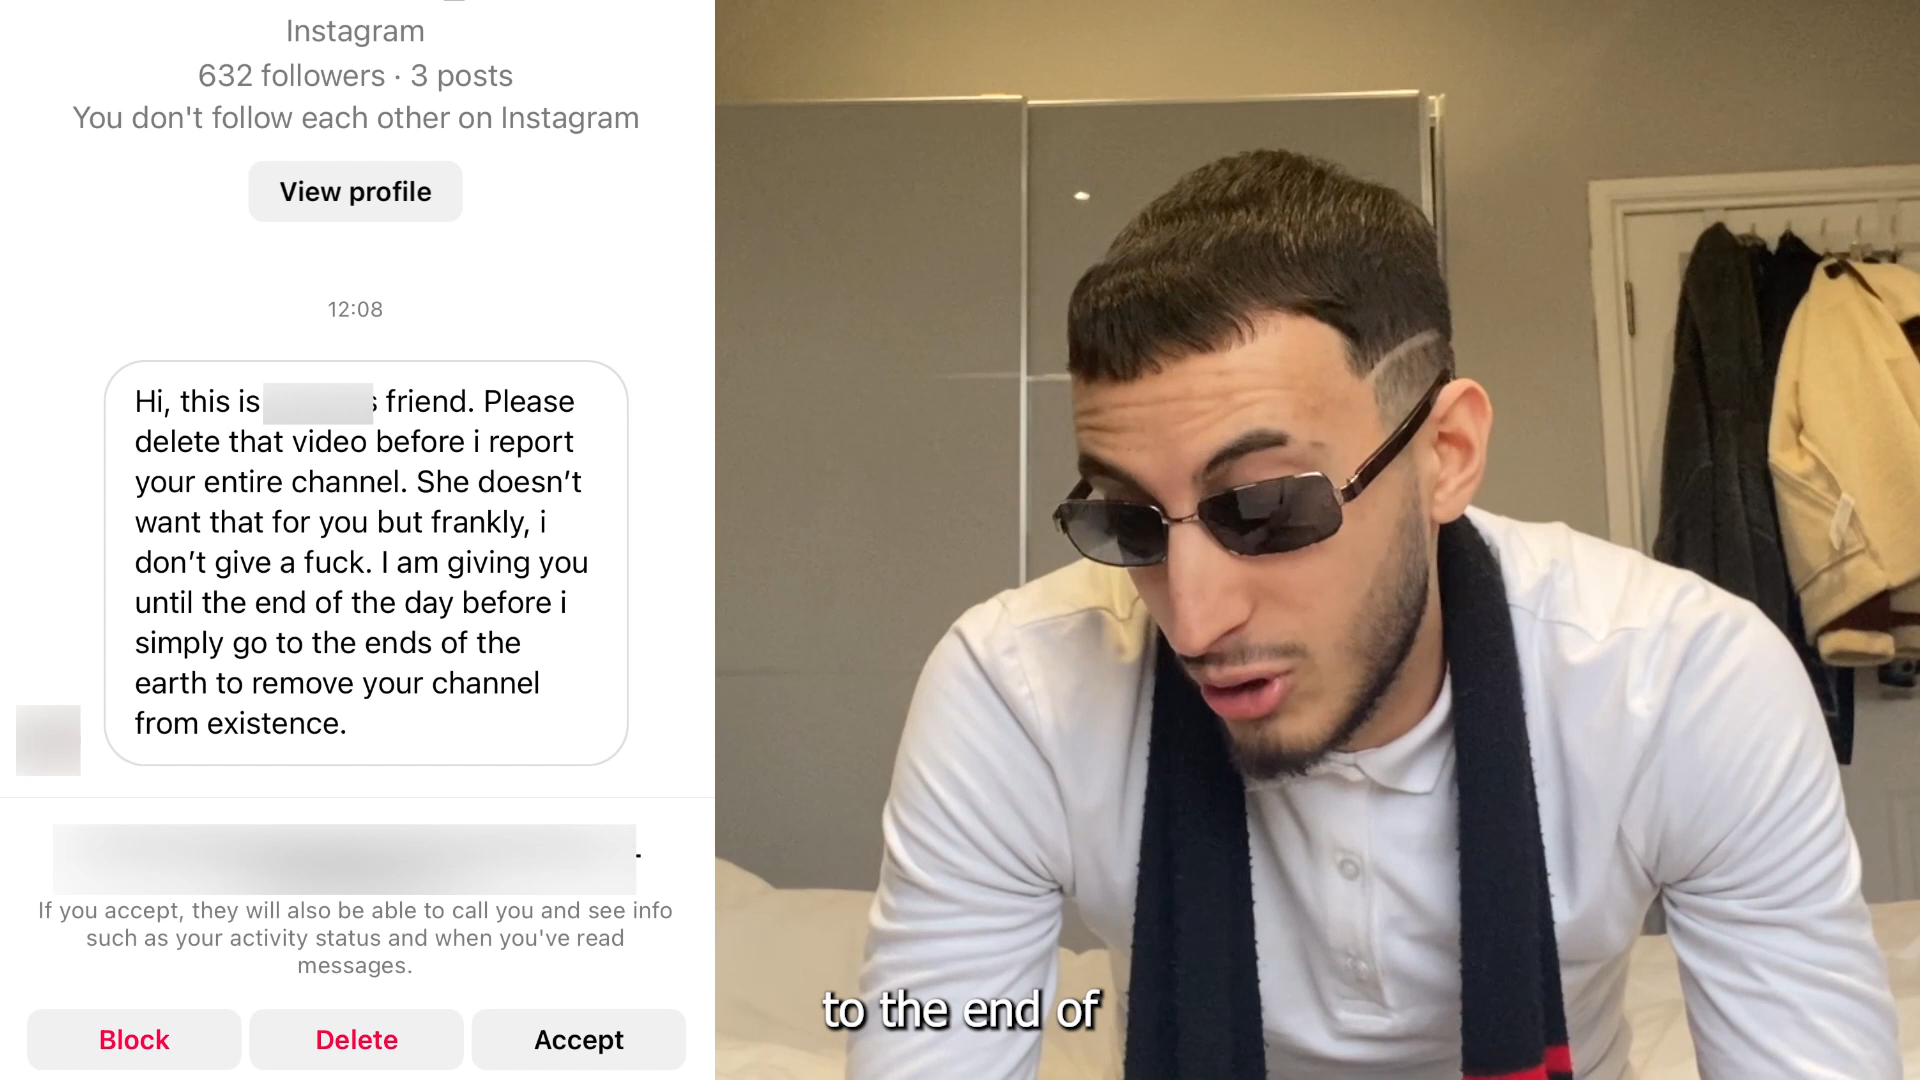 Instagram
632 followers · 3 posts
You don't follow each other on Instagram
View profile
12:08
Hi, this is s friend. Please
delete that video before i report
your entire channel. She doesn't
want that for you but frankly, i
don't give a fuck. I am giving you
until the end of the day before i
simply go to the ends of the
earth to remove your channel
from existence.
If you accept, they will also be able to call you and see info
such as your activity status and when you've read
messages.
Block Delete Accept
to the end of